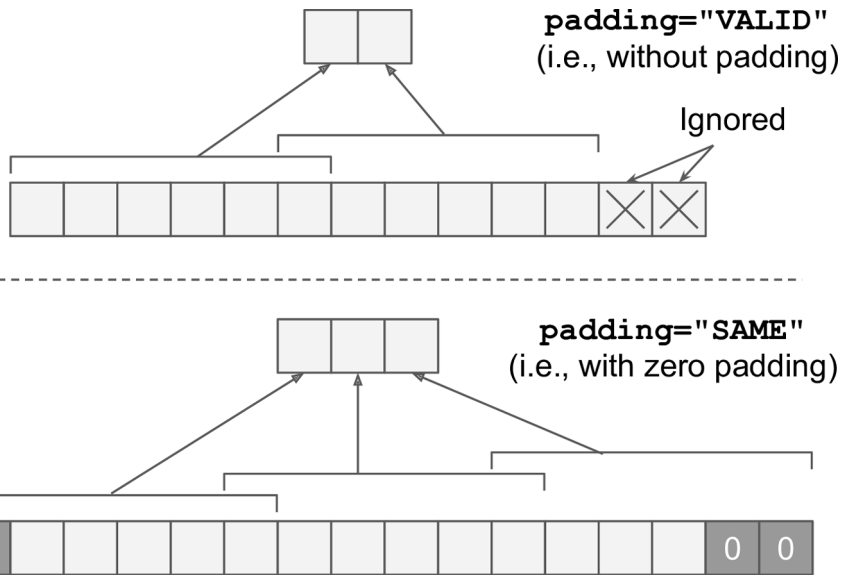 padding="VALID"
(i.e., without padding)
Ignored
padding="SAME"
(i.e., with zero padding)
0 0